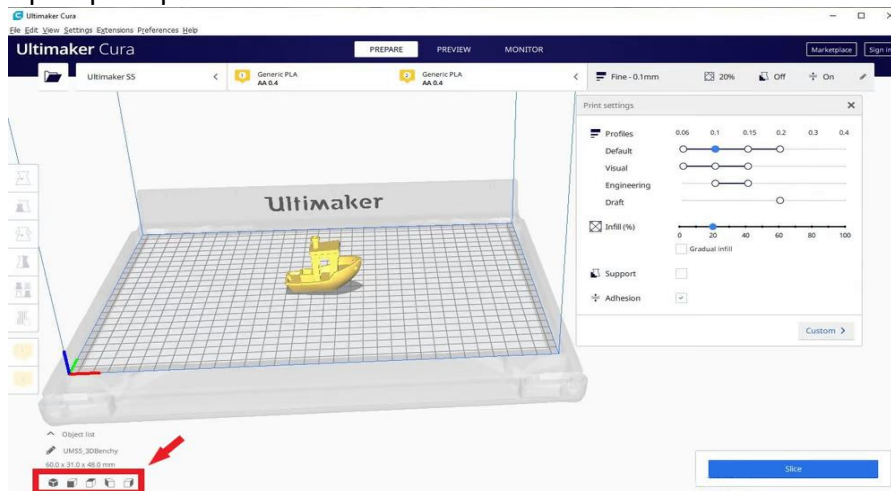 Ultimaker Cura
File Edit View Settings Extensions Preferences Help
Ultimaker Cura
PREPARE
PREVIEW
MONITOR
Marketplace
Sign in
Ultimaker S5
1
Generic PLA
AA 0.4
2
Generic PLA
AA 0.4
Fine - 0.1mm
20%
Off
On
Print settings
Profiles 0.06 0.1 0.15 0.2 0.3 0.4
Default
Visual
Engineering
Draft
Infill (%)
0 20 40 60 80 100
Gradual infill
Support
Adhesion
Custom
Ultimaker
Object list
UMS5_3DBenchy
60.0 x 31.0 x 48.0 mm
Slice